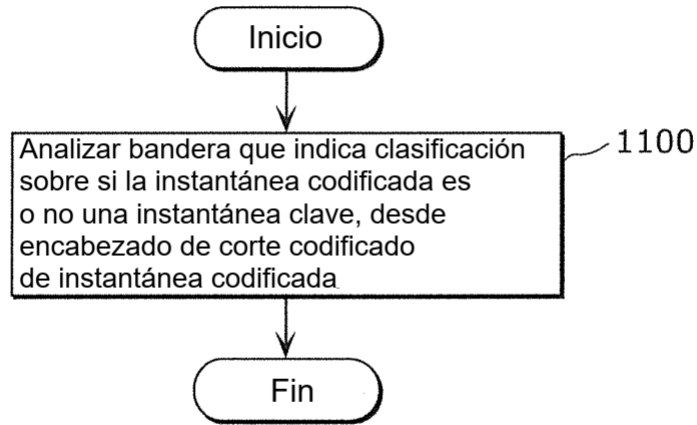 Inicio
Analizar bandera que indica clasificación
sobre si la instantánea codificada es
o no una instantánea clave, desde
encabezado de corte codificado
de instantánea codificada
1100
Fin